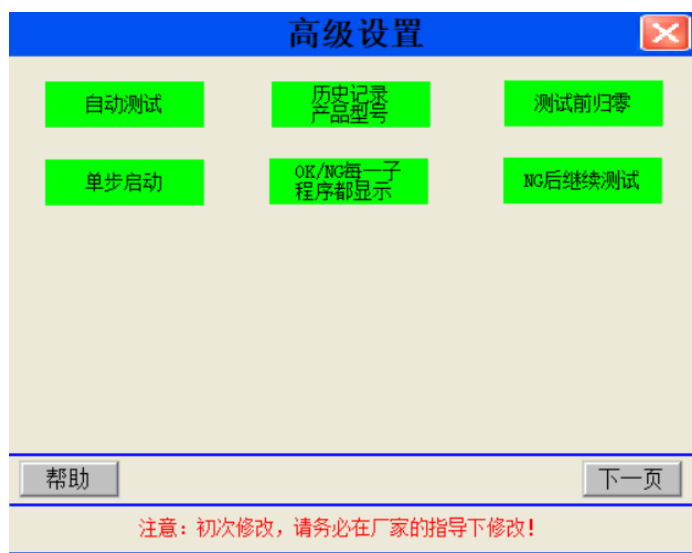 高级设置
自动测试
历史记录
产品型号
测试前归零
单步启动
OK/NG每一子
程序都显示
NG后继续测试
帮助
下一页
注意：初次修改，请务必在厂家的指导下修改！